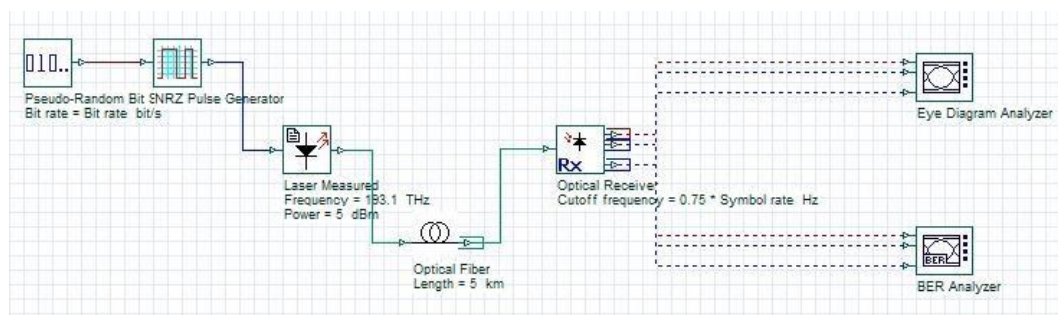 010..
Pseudo-Random Bit SNRZ Pulse Generator
Bit rate = Bit rate bit/s
Laser Measured
Frequency = 193.1 THz
Power = 5 dBm
Optical Fiber
Length = 5 km
Rx
Optical Receiver
Cutoff frequency = 0.75 * Symbol rate Hz
Eye Diagram Analyzer
BER
BER Analyzer